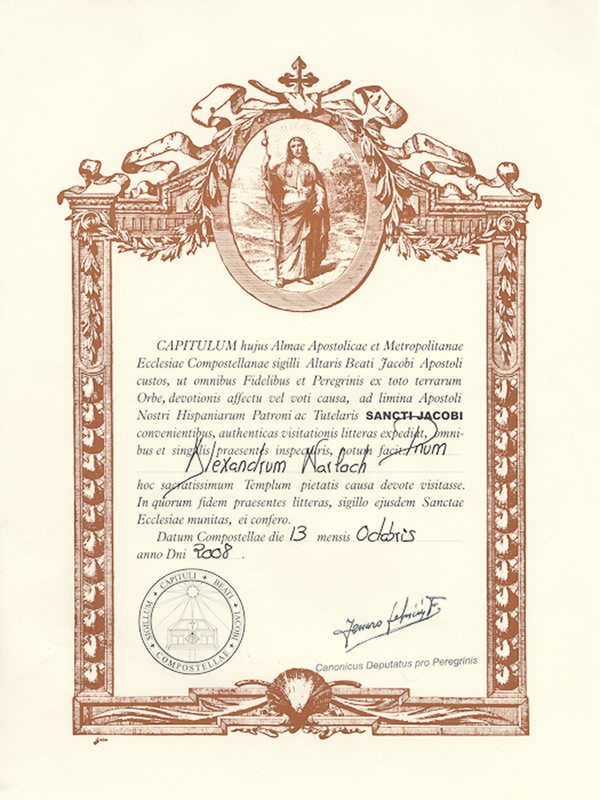 CAPITULUM hujus Almae Apostolicae et Metropolitanae
Ecclesiae Compostellanae sigilli Altaris Beati Jacobi Apostoli
custos, ut omnibus Fidelibus et Peregrinis ex toto terrarum
Orbe, devotionis affectu vel voti causa, ad limina Apostoli
Nostri Hispaniarum Patroni ac Tutelaris SANCTI JACOBI
convenientibus, authenticas visitationis litteras expediat, omni-
bus et singulis praesentes inspecturis, notum facit: Dnum
Alexandrum
hoc sacratissimum Templum pietatis causa devote visitasse.
In quorum fidem praesentes litteras, sigillo ejusdem Sanctae
Ecclesiae munitas, ei confero.
Datum Compostellae die 13 mensis Octobris
anno Dni 2008 .
SIGILLUM CAPITULI BEATI JACOBI COMPOSTELLAE
Canonicus Deputatus pro Peregrinis